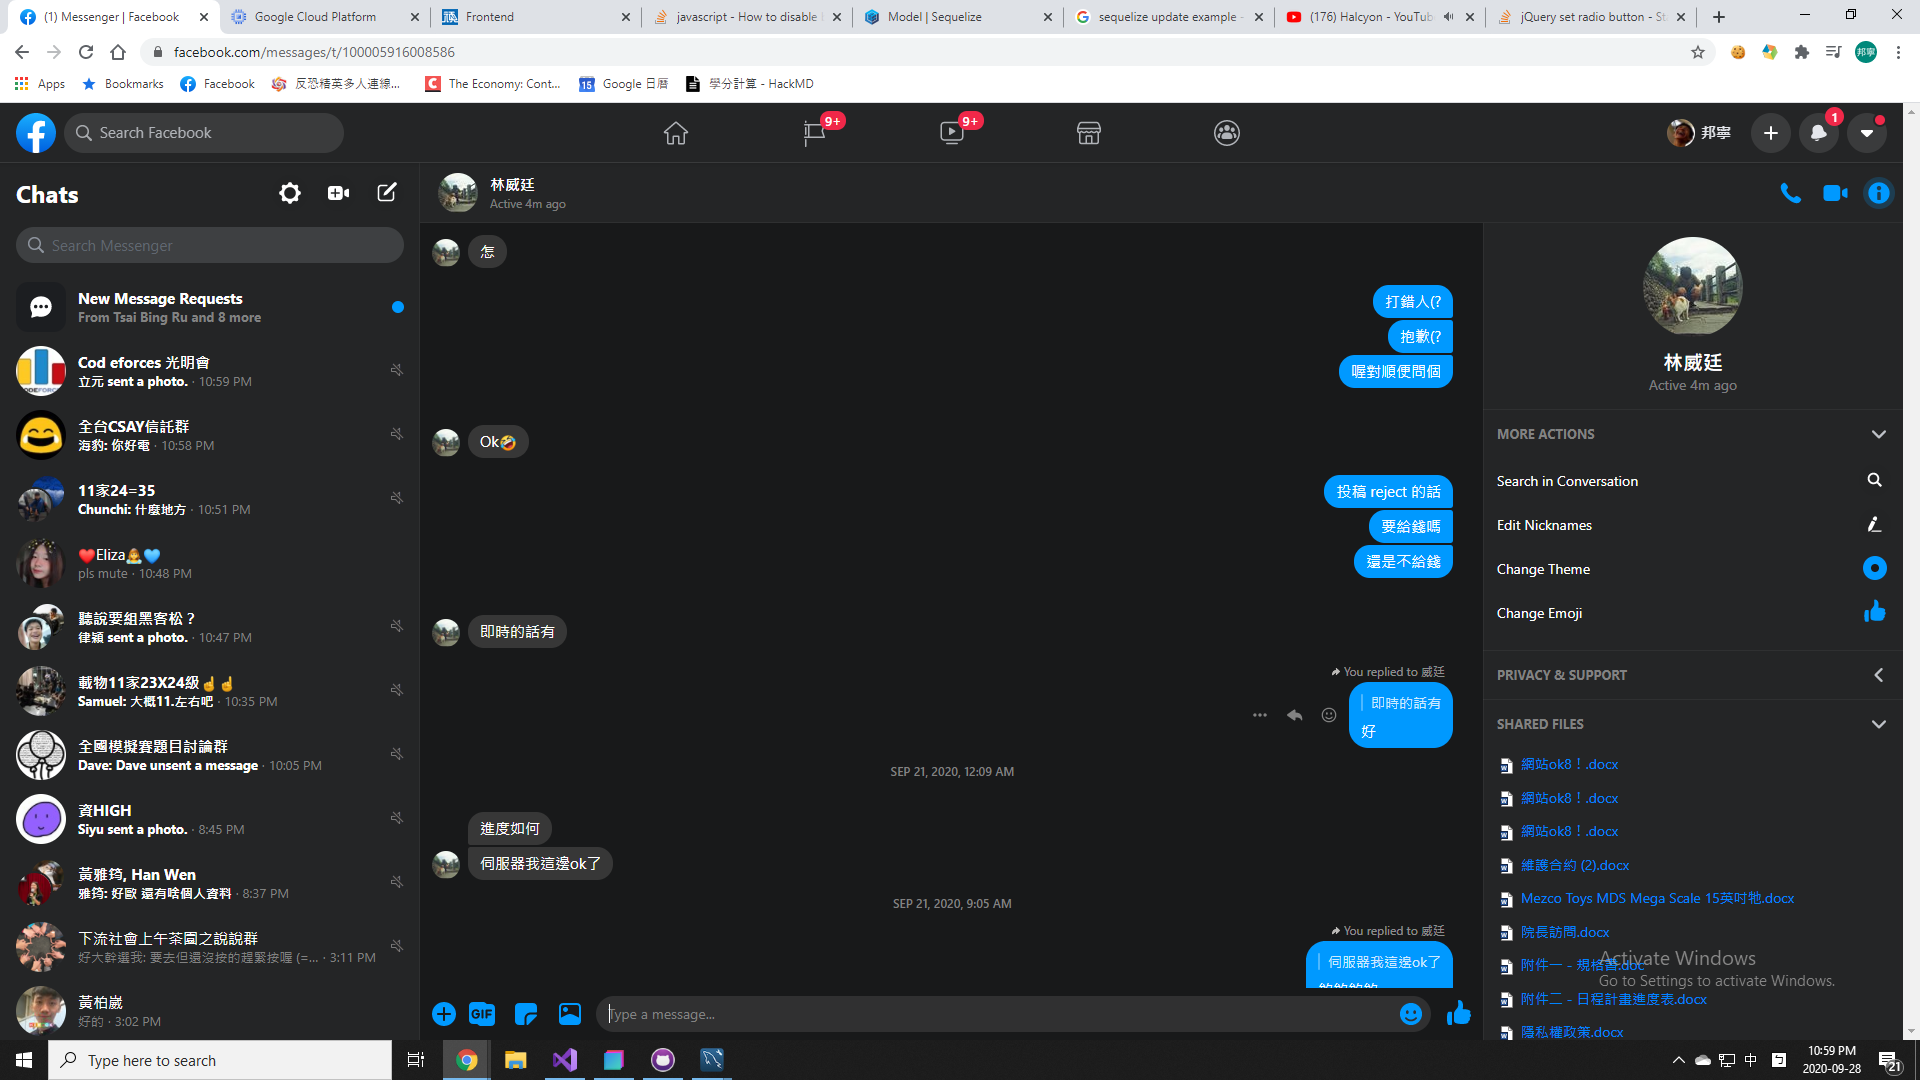 (1) Messenger | Facebook
Google Cloud Platform
Frontend
javascript - How to disable
Model | Sequelize
sequelize update example -
(176) Halcyon - YouTube
jQuery set radio button - St
facebook.com/messages/t/100005916008586
邦寧
Apps
Bookmarks
Facebook
反恐精英多人連線...
The Economy: Cont...
15
Google 日曆
學分計算 - HackMD
Search Facebook
9+
9+
邦寧
1
Chats
Search Messenger
New Message Requests
From Tsai Bing Ru and 8 more
Cod eforces 光明會
立元 sent a photo. · 10:59 PM
全台CSAY信託群
海豹: 你好電 · 10:58 PM
11家24=35
Chunchi: 什麼地方 · 10:51 PM
❤️Eliza🙇💙
pls mute · 10:48 PM
聽說要組黑客松？
律穎 sent a photo. · 10:47 PM
載物11家23X24級☝☝
Samuel: 大概11.左右吧 · 10:35 PM
全國模擬賽題目討論群
Dave: Dave unsent a message · 10:05 PM
資HIGH
Siyu sent a photo. · 8:45 PM
黃雅筠, Han Wen
雅筠: 好歐 還有啥個人資料 · 8:37 PM
下流社會上午茶團之說說群
好大幹選我: 要去但還沒按的趕緊按喔 (=... · 3:11 PM
黃柏崴
好的 · 3:02 PM
林威廷
Active 4m ago
怎
打錯人(?
抱歉(?
喔對順便問個
Ok🤣
投稿 reject 的話
要給錢嗎
還是不給錢
即時的話有
You replied to 威廷
即時的話有
好
SEP 21, 2020, 12:09 AM
進度如何
伺服器我這邊ok了
SEP 21, 2020, 9:05 AM
You replied to 威廷
伺服器我這邊ok了
GIF
Type a message...
林威廷
Active 4m ago
MORE ACTIONS
Search in Conversation
Edit Nicknames
Change Theme
Change Emoji
PRIVACY & SUPPORT
SHARED FILES
網站ok8！.docx
網站ok8！.docx
網站ok8！.docx
維護合約 (2).docx
Mezco Toys MDS Mega Scale 15英吋牠.docx
院長訪問.docx
附件一 - 規格書.docx
附件二 - 日程計畫進度表.docx
隱私權政策.docx
Activate Windows
Go to Settings to activate Windows.
Type here to search
中
10:59 PM
2020-09-28
21